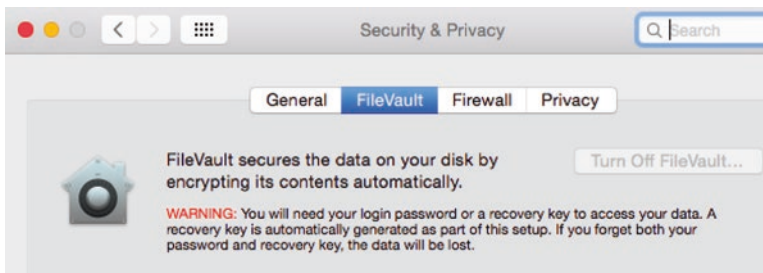 Security & Privacy
Search
General FileVault Firewall Privacy
FileVault secures the data on your disk by
encrypting its contents automatically.
Turn Off FileVault...
WARNING: You will need your login password or a recovery key to access your data. A
recovery key is automatically generated as part of this setup. If you forget both your
password and recovery key, the data will be lost.